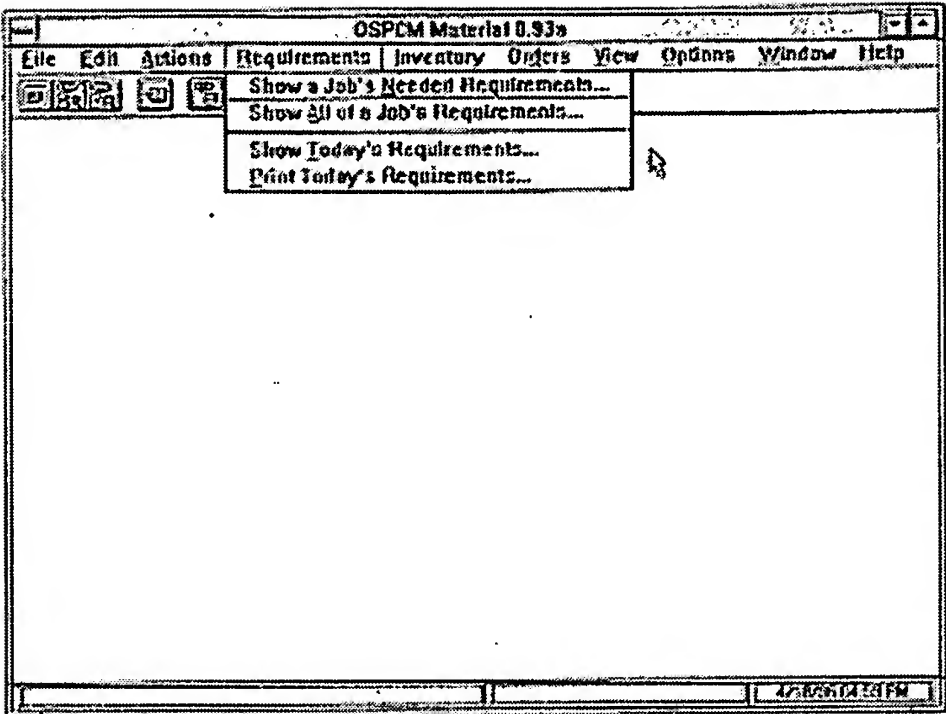 OSPCM Material 0.93a
File Edit Actions Requirements Inventory Orders View Options Window Help
Show a Job's Needed Requirements...
Show All of a Job's Requirements...
Show Today's Requirements...
Print Today's Requirements...
PM